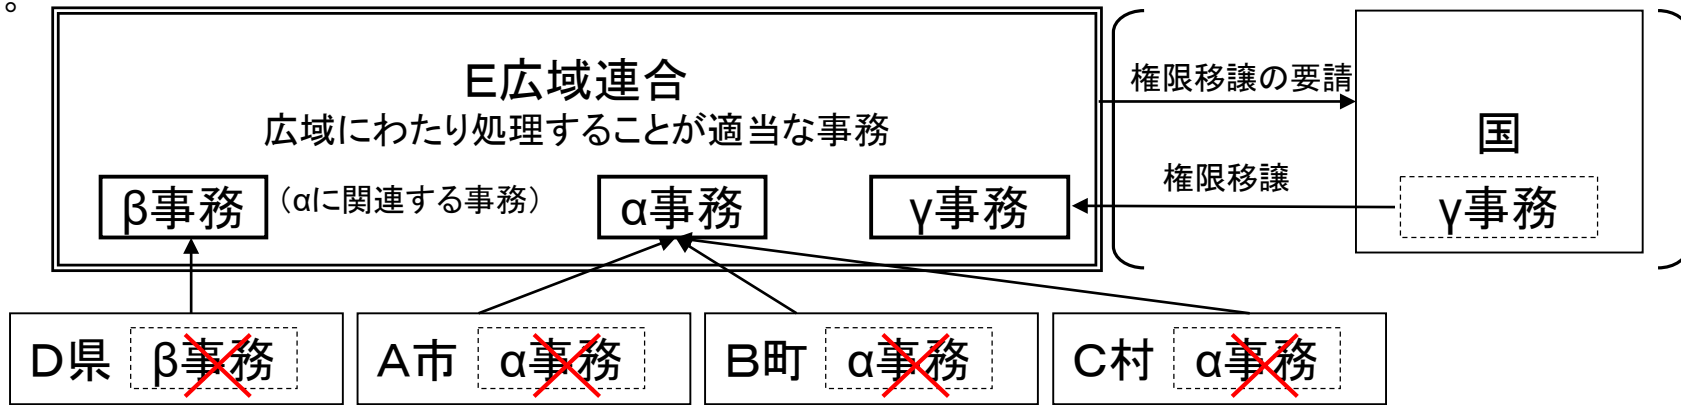 。
E広域連合
広域にわたり処理することが適当な事務
β事務
（αに関連する事務）
α事務
γ事務
権限移譲の要請
権限移譲
国
γ事務
D県
β事務
A市
α事務
B町
α事務
C村
α事務